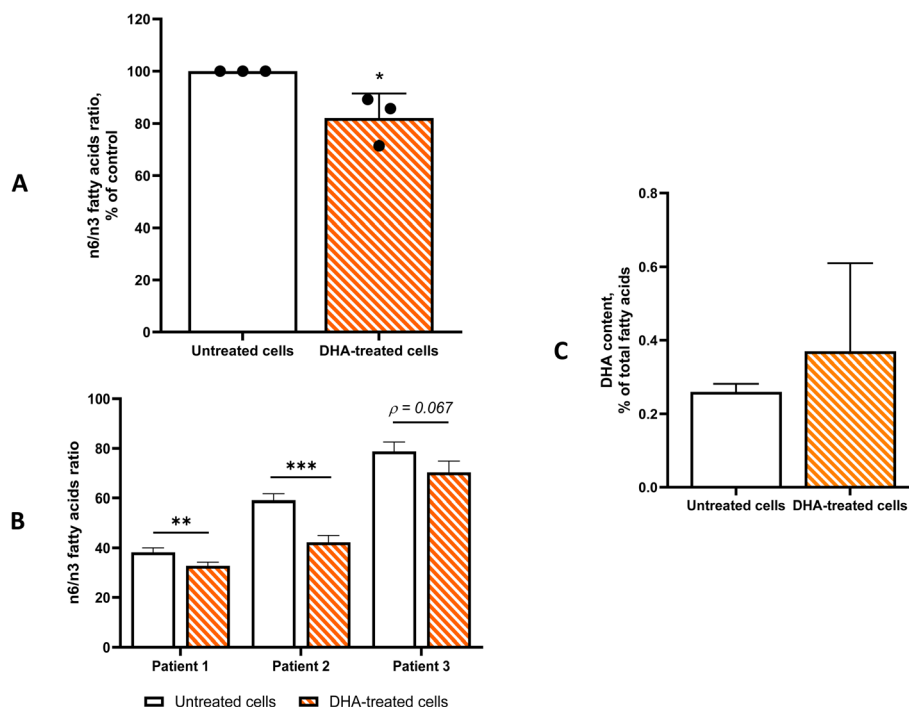 A
n6/n3 fatty acids ratio,
% of control
120
100
80
60
40
20
0
*
Untreated cells
DHA-treated cells
B
n6/n3 fatty acids ratio
100
80
60
40
20
0
**
***
ρ = 0.067
Patient 1
Patient 2
Patient 3
Untreated cells
DHA-treated cells
C
DHA content,
% of total fatty acids
0.8
0.6
0.4
0.2
0.0
Untreated cells
DHA-treated cells